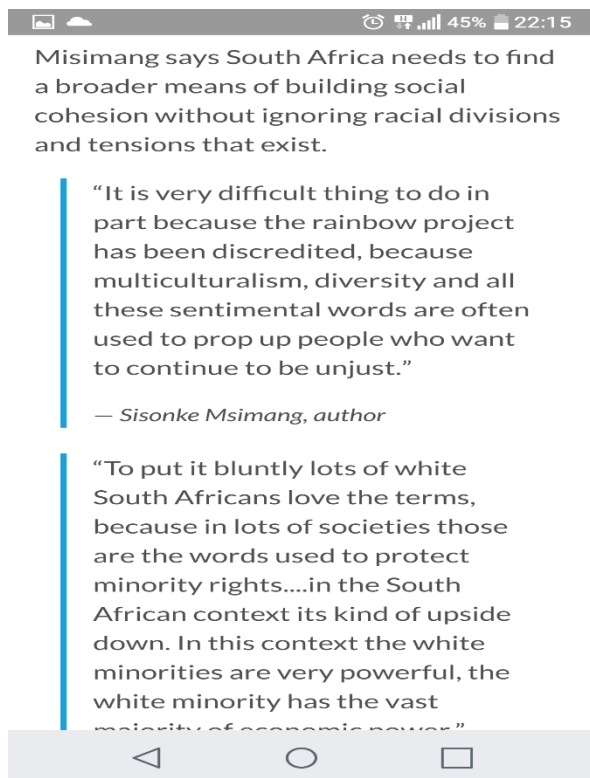 45% 22:15
Misimang says South Africa needs to find
a broader means of building social
cohesion without ignoring racial divisions
and tensions that exist.
“It is very difficult thing to do in
part because the rainbow project
has been discredited, because
multiculturalism, diversity and all
these sentimental words are often
used to prop up people who want
to continue to be unjust.”
— Sisonke Msimang, author
“To put it bluntly lots of white
South Africans love the terms,
because in lots of societies those
are the words used to protect
minority rights....in the South
African context its kind of upside
down. In this context the white
minorities are very powerful, the
white minority has the vast
majority of economic power.”